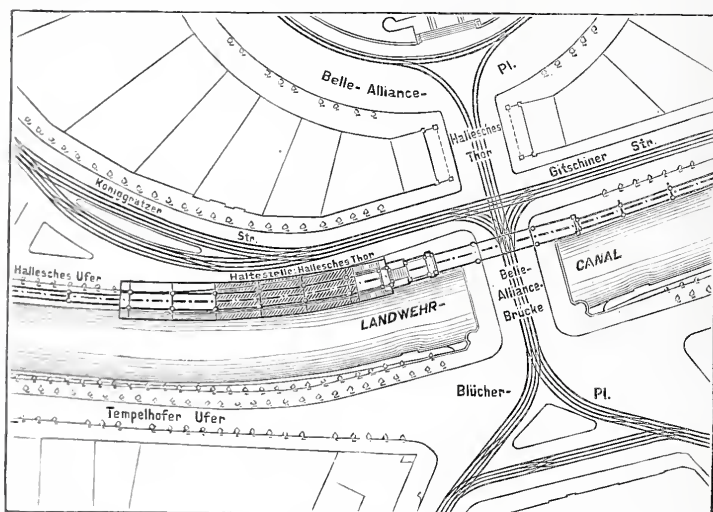 Belle-Alliance-
Pl.
Hallesches
Thor
Gitschiner Str.
Königgrätzer
Str.
Hallesches Ufer
Haltestelle: Hallesches Thor
CANAL
Belle-
Alliance-
Brücke
LANDWEHR-
Blücher-
Pl.
Tempelhofer Ufer